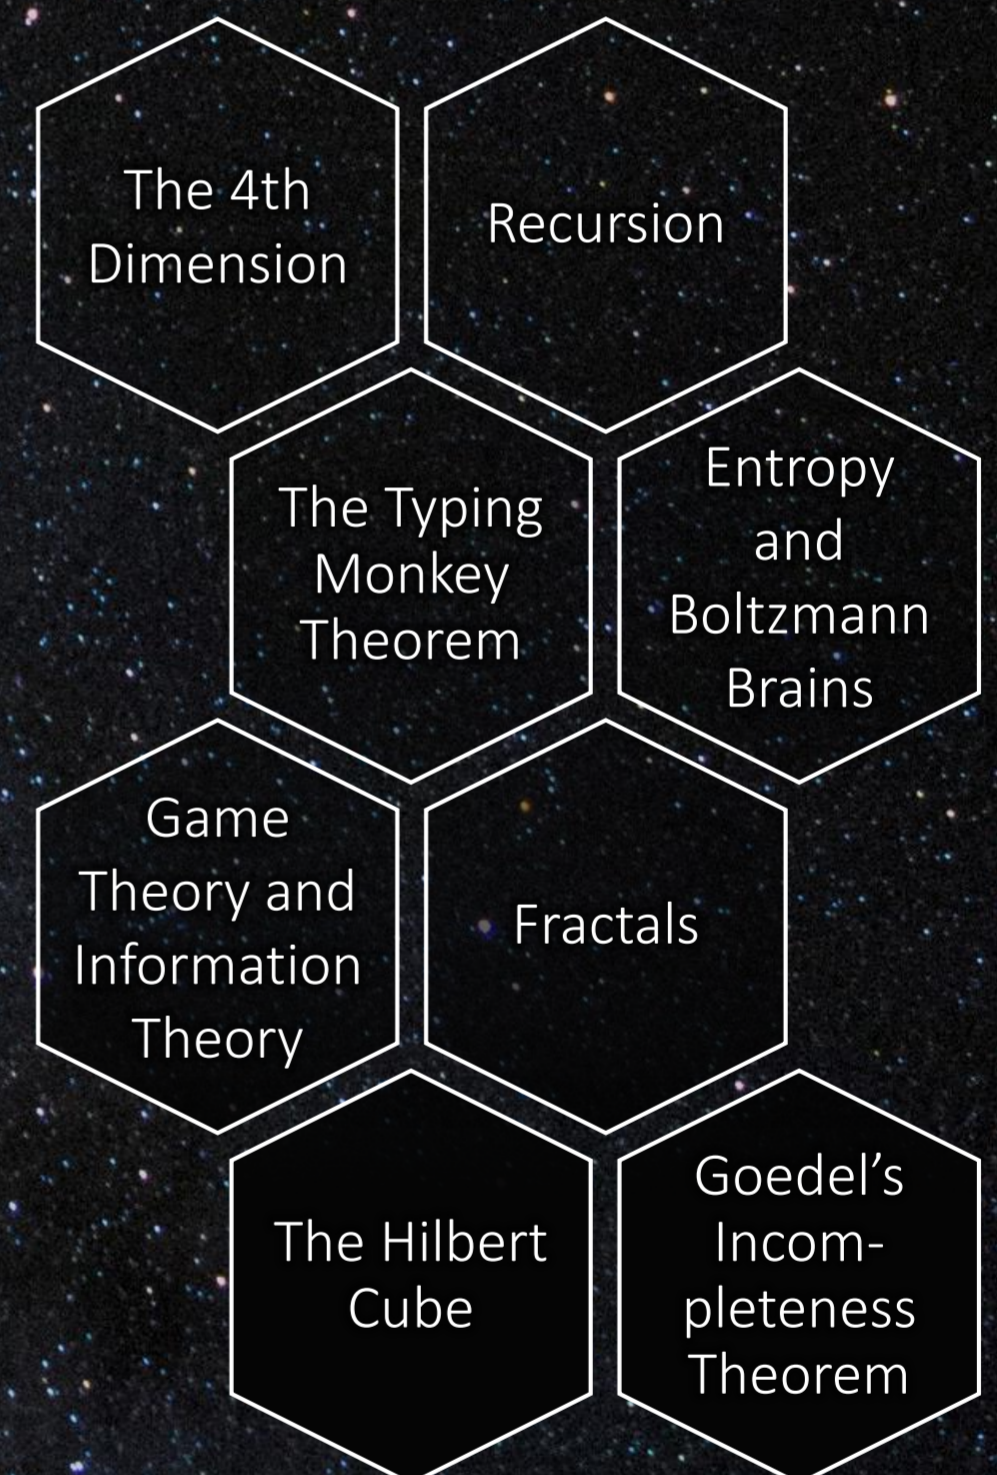 The 4th
Dimension
Recursion
The Typing
Monkey
Theorem
Entropy
and
Boltzmann
Brains
Game
Theory and
Information
Theory
Fractals
The Hilbert
Cube
Goedel’s
Incom-
pleteness
Theorem